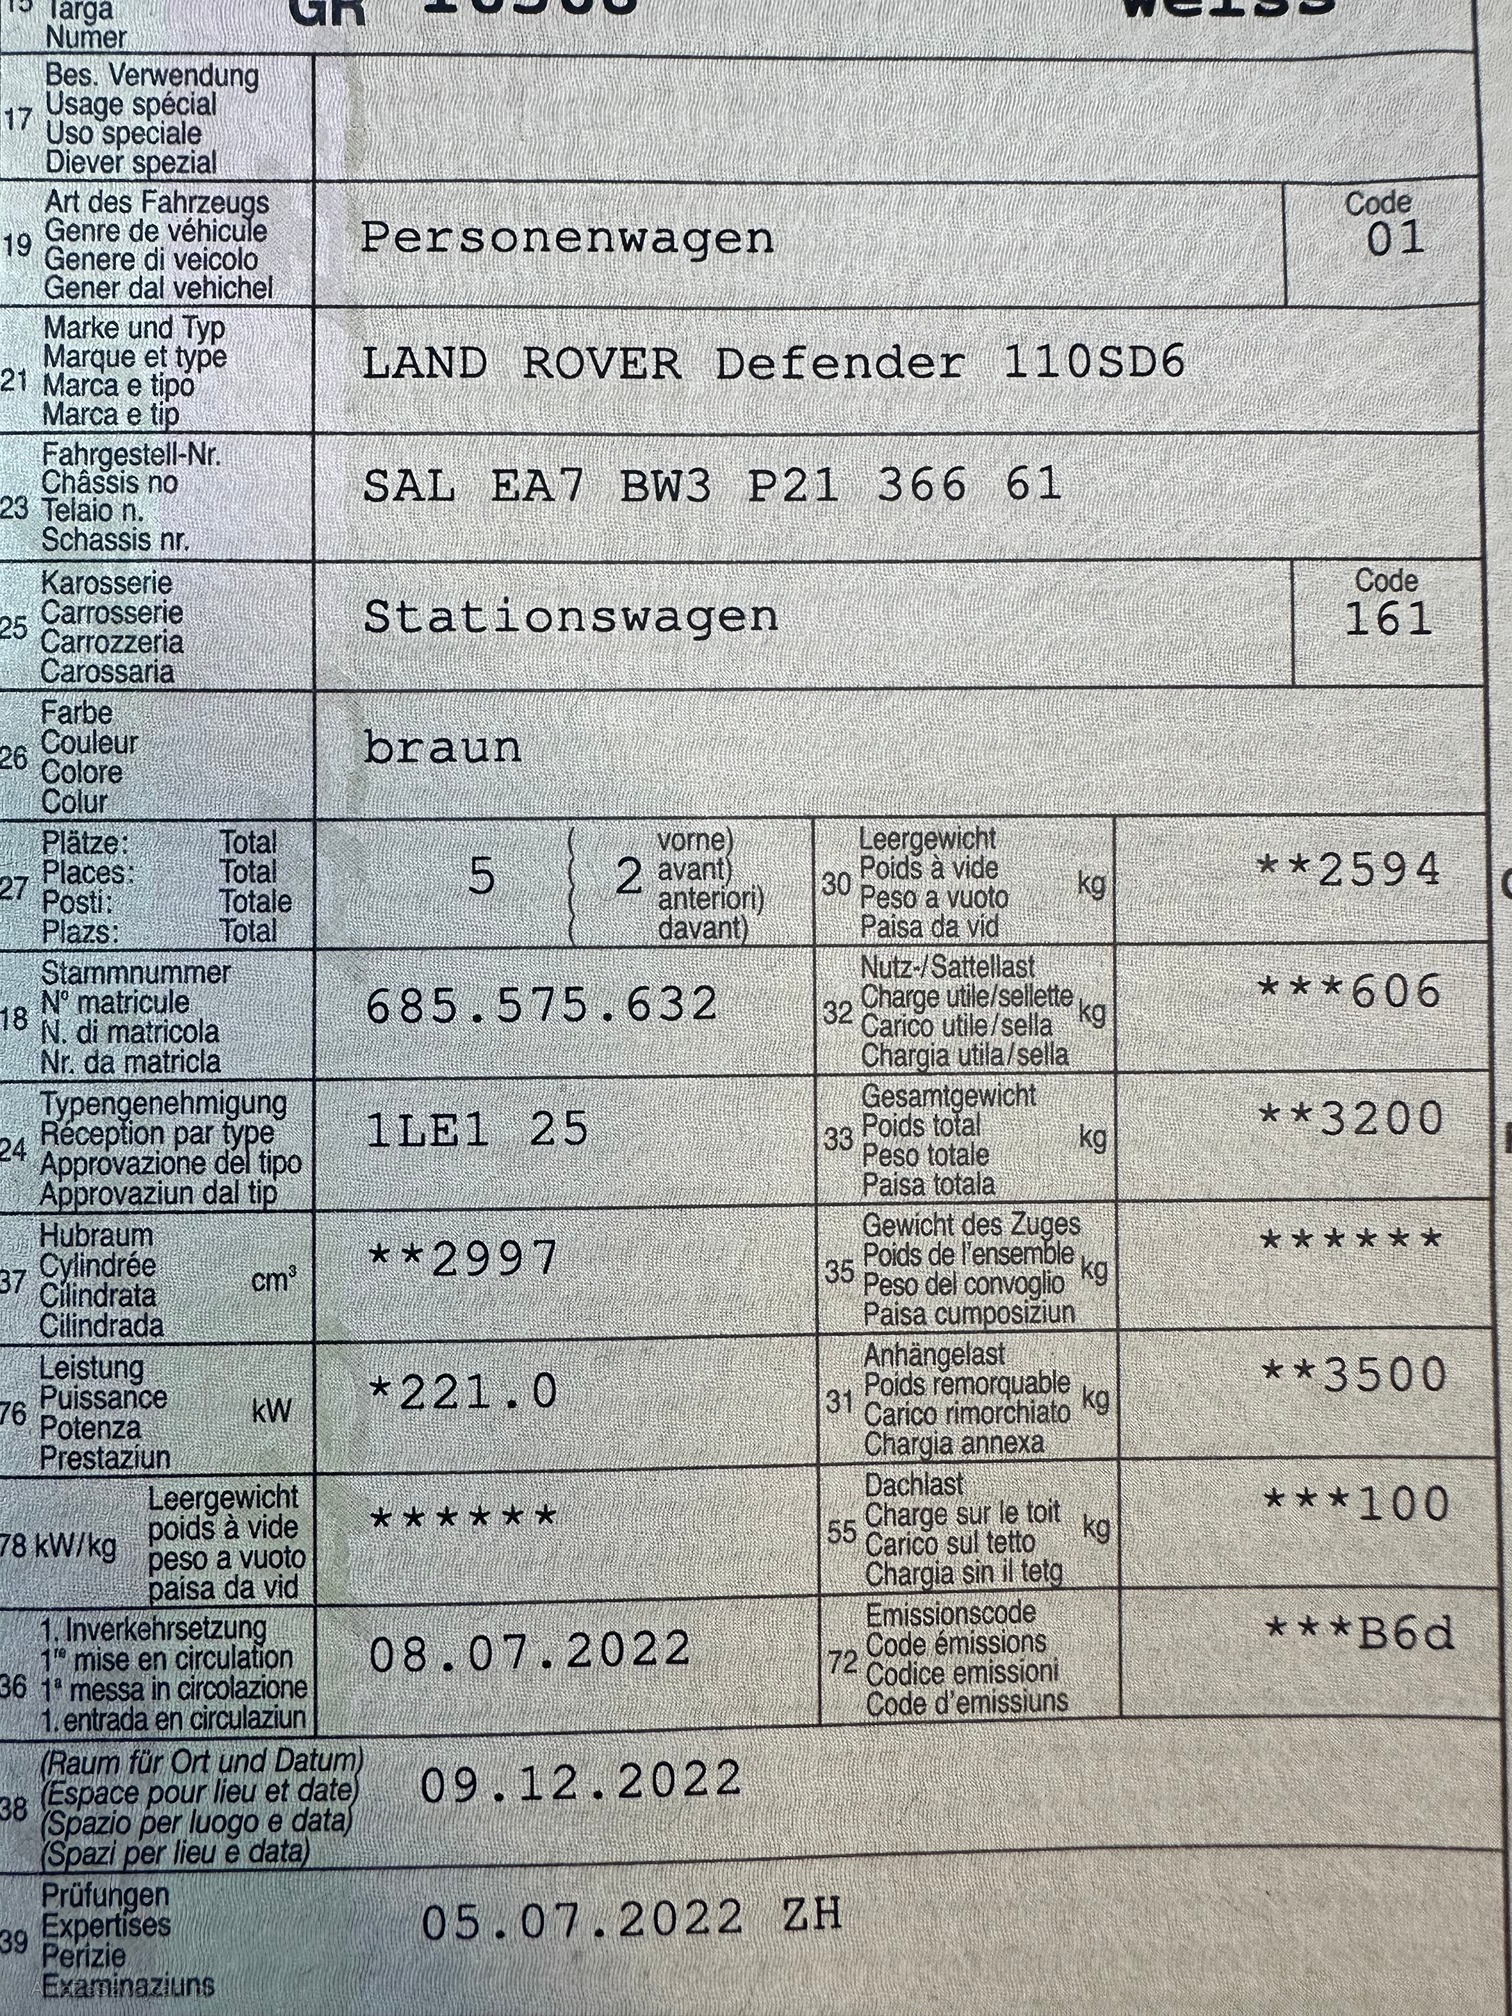 15 Targa
Numer
GR
weiss
17 Bes. Verwendung
Usage spécial
Uso speciale
Diever spezial
19 Art des Fahrzeugs
Genre de véhicule
Genere di veicolo
Gener dal vehichel
Personenwagen
Code
01
21 Marke und Typ
Marque et type
Marca e tipo
Marca e tip
LAND ROVER Defender 110SD6
23 Fahrgestell-Nr.
Châssis no
Telaio n.
Schassis nr.
SAL EA7 BW3 P21 366 61
25 Karosserie
Carrosserie
Carrozzeria
Carossaria
Stationswagen
Code
161
26 Farbe
Couleur
Colore
Colur
braun
27 Plätze: Total
Places: Total
Posti: Totale
Plazs: Total
5 ( 2 vorne)
avant)
anteriori)
davant)
30 Leergewicht
Poids à vide
Peso a vuoto kg
Paisa da vid
**2594
18 Stammnummer
N° matricule
N. di matricola
Nr. da matricla
685.575.632
32 Nutz-/Sattellast
Charge utile/sellette kg
Carico utile/sella
Chargia utila/sella
***606
24 Typengenehmigung
Réception par type
Approvazione del tipo
Approvaziun dal tip
1LE1 25
33 Gesamtgewicht
Poids total kg
Peso totale
Paisa totala
**3200
37 Hubraum
Cylindrée cm³
Cilindrata
Cilindrada
**2997
35 Gewicht des Zuges
Poids de l'ensemble kg
Peso del convoglio
Paisa cumposiziun
******
76 Leistung
Puissance kW
Potenza
Prestaziun
*221.0
31 Anhängelast
Poids remorquable kg
Carico rimorchiato
Chargia annexa
**3500
78 kW/kg Leergewicht
poids à vide
peso a vuoto
paisa da vid
******
55 Dachlast
Charge sur le toit kg
Carico sul tetto
Chargia sin il tetg
***100
36 1. Inverkehrsetzung
1re mise en circulation
1ª messa in circolazione
1. entrada en circulaziun
08.07.2022
72 Emissionscode
Code émissions
Codice emissioni
Code d'emissiuns
***B6d
38 (Raum für Ort und Datum)
(Espace pour lieu et date)
(Spazio per luogo e data)
(Spazi per lieu e data)
09.12.2022
39 Prüfungen
Expertises
Perizie
Examinaziuns
05.07.2022 ZH